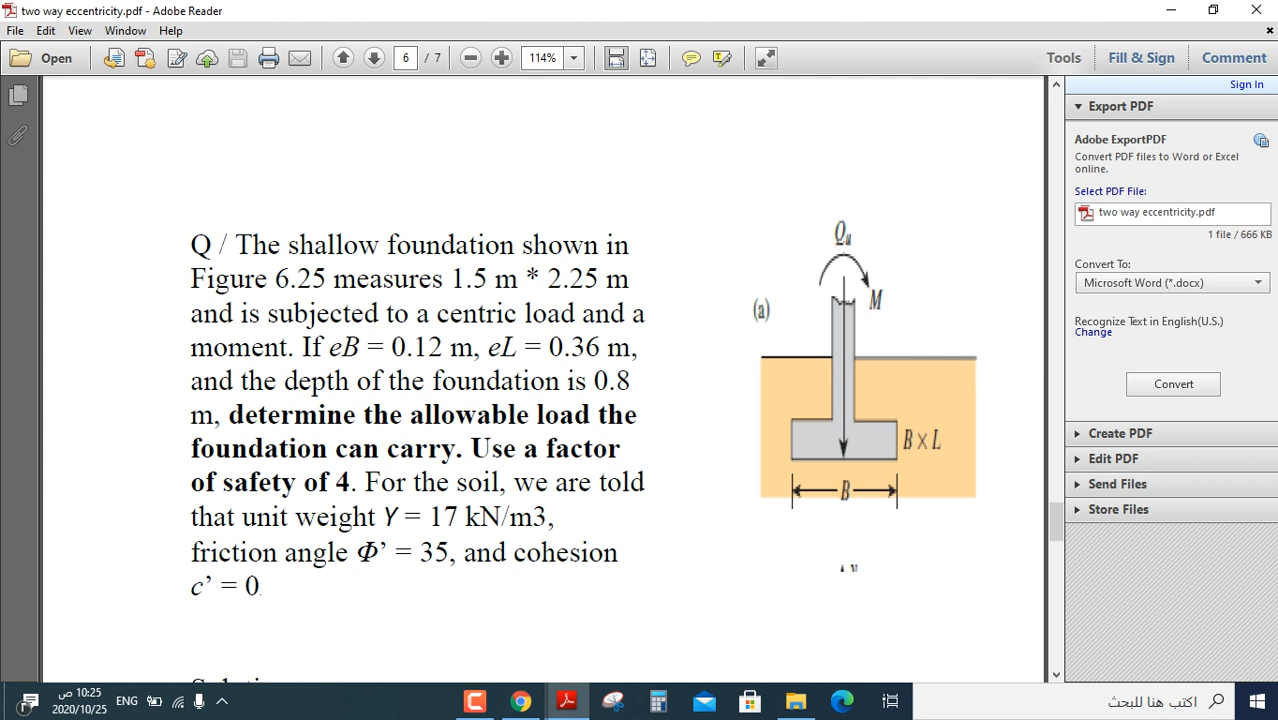 two way eccentricity.pdf - Adobe Reader
File Edit View Window Help
Open 6 / 7 114% Tools Fill & Sign Comment
Sign In
Export PDF
Adobe ExportPDF
Convert PDF files to Word or Excel
online.
Select PDF File:
two way eccentricity.pdf
1 file / 666 KB
Convert To:
Microsoft Word (*.docx)
Recognize Text in English(U.S.)
Change
Convert
Create PDF
Edit PDF
Send Files
Store Files
Q / The shallow foundation shown in
Figure 6.25 measures 1.5 m * 2.25 m
and is subjected to a centric load and a
moment. If eB = 0.12 m, eL = 0.36 m,
and the depth of the foundation is 0.8
m, determine the allowable load the
foundation can carry. Use a factor
of safety of 4. For the soil, we are told
that unit weight Υ = 17 kN/m3,
friction angle Φ’ = 35, and cohesion
c’ = 0.
Qu
M
(a)
B × L
B
10:25 ص
2020/10/25
ENG
اكتب هنا للبحث